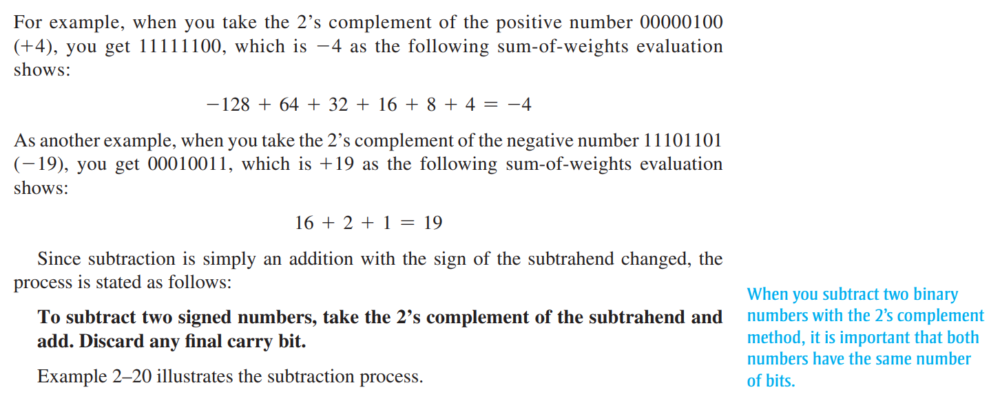 For example, when you take the 2’s complement of the positive number 00000100
(+4), you get 11111100, which is −4 as the following sum-of-weights evaluation
shows:
−128 + 64 + 32 + 16 + 8 + 4 = −4
As another example, when you take the 2’s complement of the negative number 11101101
(−19), you get 00010011, which is +19 as the following sum-of-weights evaluation
shows:
16 + 2 + 1 = 19
Since subtraction is simply an addition with the sign of the subtrahend changed, the
process is stated as follows:
To subtract two signed numbers, take the 2’s complement of the subtrahend and
add. Discard any final carry bit.
Example 2–20 illustrates the subtraction process.
When you subtract two binary
numbers with the 2’s complement
method, it is important that both
numbers have the same number
of bits.